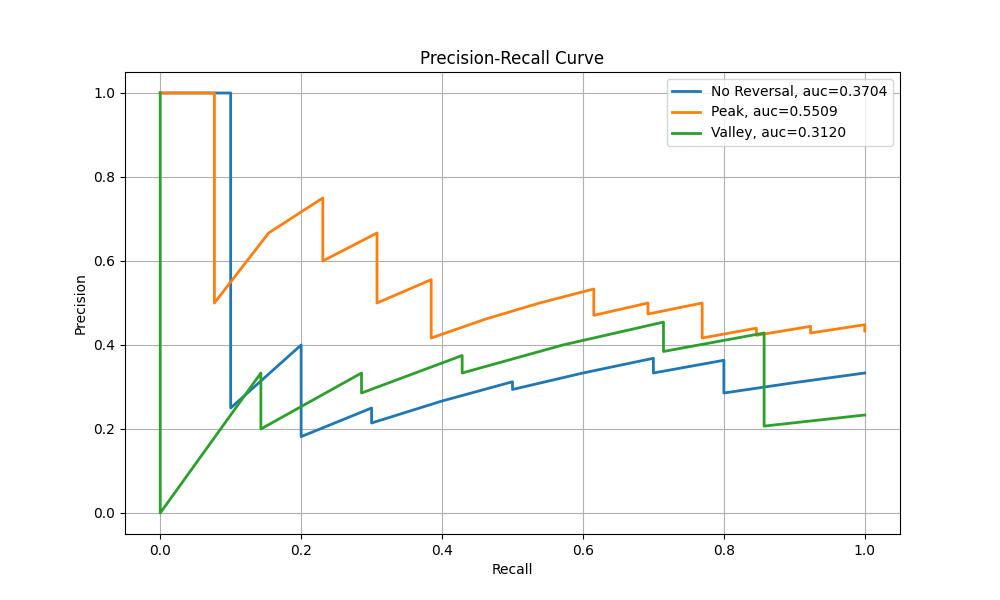 Precision-Recall Curve
No Reversal, auc=0.3704
Peak, auc=0.5509
Valley, auc=0.3120
1.0
0.8
0.6
0.4
0.2
0.0
Precision
0.0 0.2 0.4 0.6 0.8 1.0
Recall